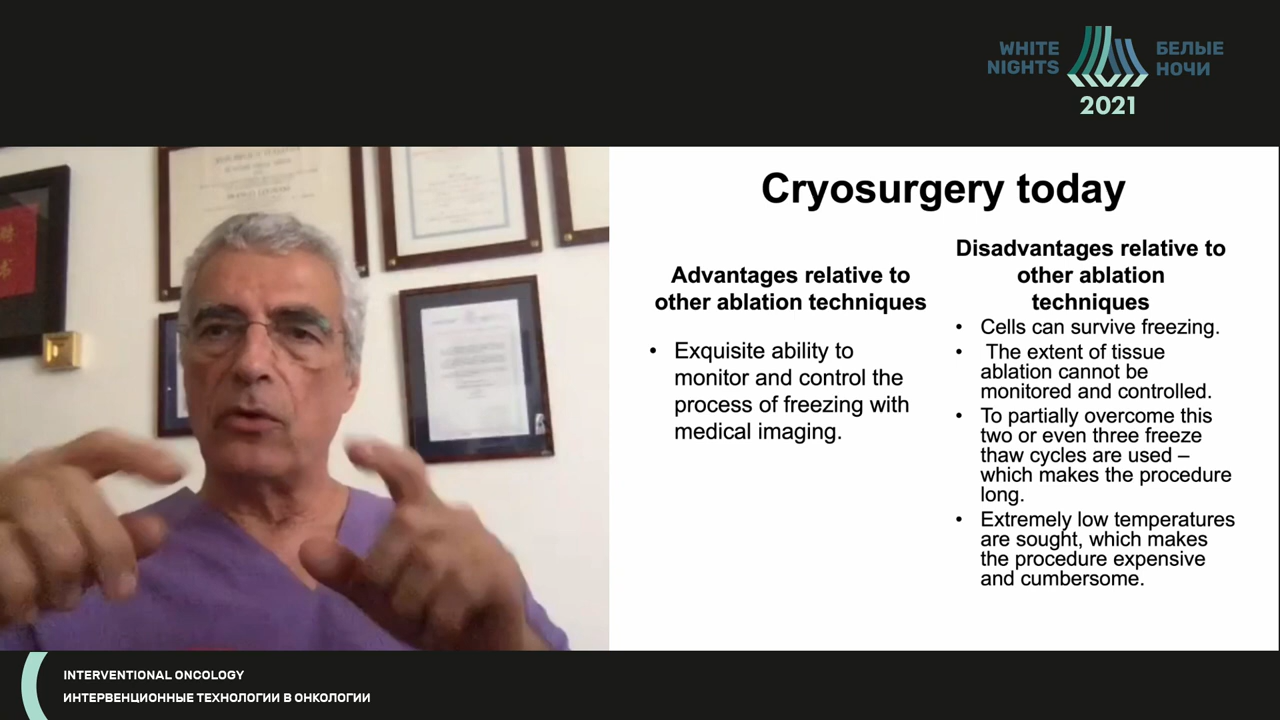 WHITE
NIGHTS
БЕЛЫЕ
НОЧИ
2021
Cryosurgery today
Advantages relative to
other ablation techniques
• Exquisite ability to
monitor and control the
process of freezing with
medical imaging.
Disadvantages relative to
other ablation
techniques
• Cells can survive freezing.
• The extent of tissue
ablation cannot be
monitored and controlled.
• To partially overcome this
two or even three freeze
thaw cycles are used –
which makes the procedure
long.
• Extremely low temperatures
are sought, which makes
the procedure expensive
and cumbersome.
INTERVENTIONAL ONCOLOGY
ИНТЕРВЕНЦИОННЫЕ ТЕХНОЛОГИИ В ОНКОЛОГИИ